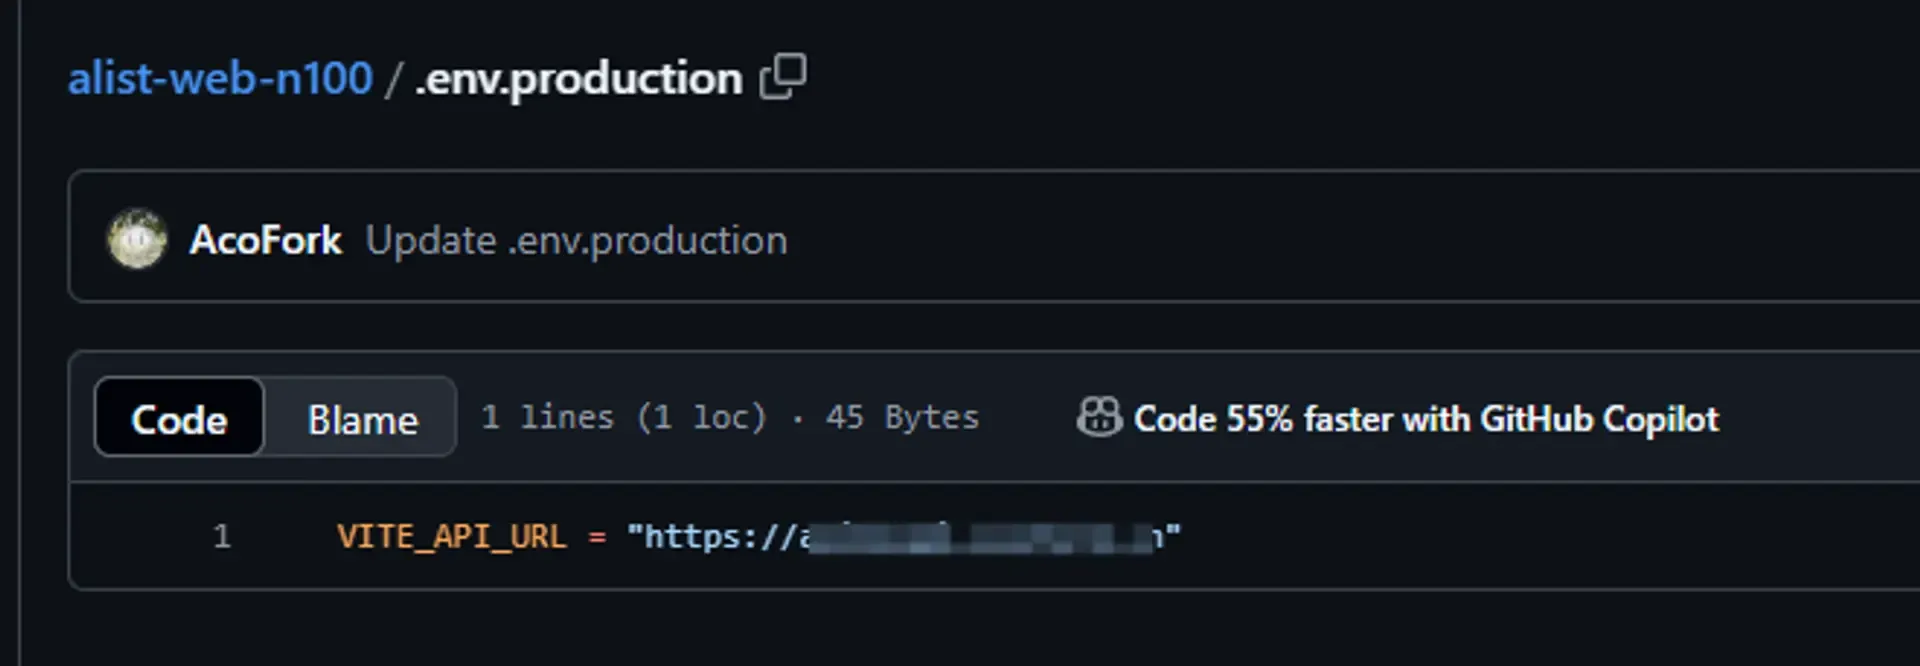 alist-web-n100 / .env.production
AcoFork Update .env.production
Code Blame 1 lines (1 loc) · 45 Bytes Code 55% faster with GitHub Copilot
1 VITE_API_URL = "https://